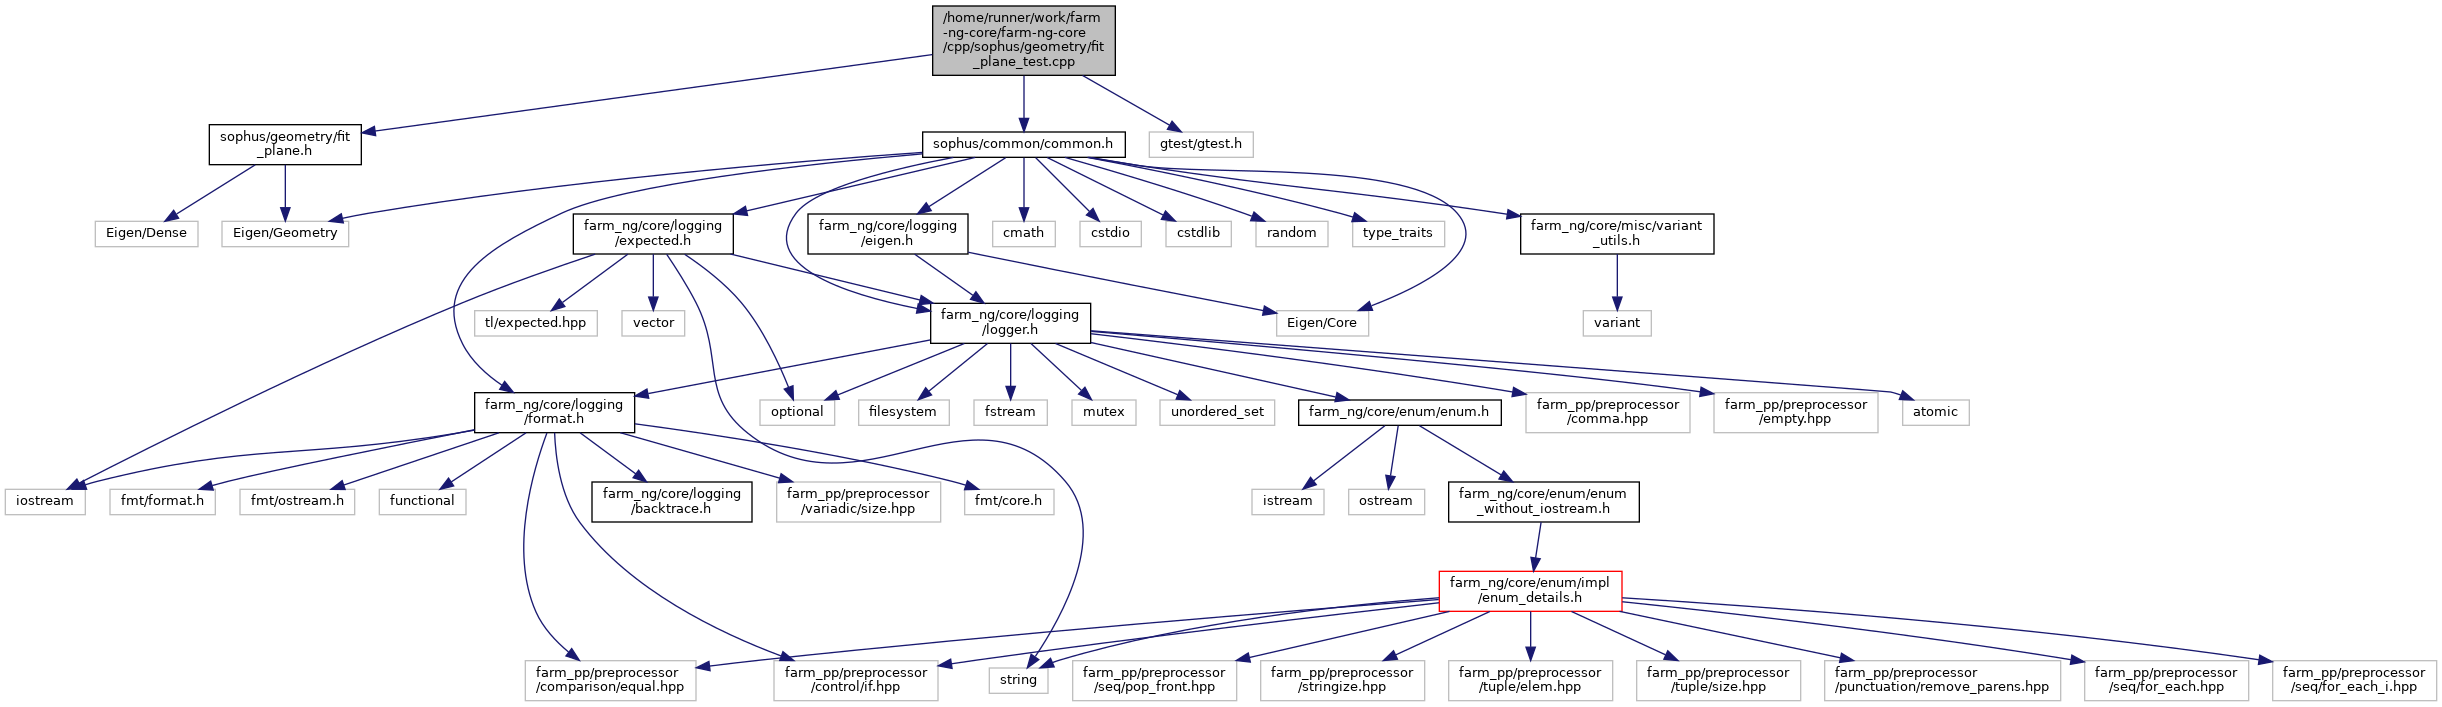 /home/runner/work/farm
-ng-core/farm-ng-core
/cpp/sophus/geometry/fit
_plane_test.cpp
sophus/geometry/fit
_plane.h
sophus/common/common.h
gtest/gtest.h
Eigen/Dense
Eigen/Geometry
farm_ng/core/logging
/expected.h
farm_ng/core/logging
/eigen.h
cmath
cstdio
cstdlib
random
type_traits
farm_ng/core/misc/variant
_utils.h
tl/expected.hpp
vector
farm_ng/core/logging
/logger.h
Eigen/Core
variant
farm_ng/core/logging
/format.h
optional
filesystem
fstream
mutex
unordered_set
farm_ng/core/enum/enum.h
farm_pp/preprocessor
/comma.hpp
farm_pp/preprocessor
/empty.hpp
atomic
iostream
fmt/format.h
fmt/ostream.h
functional
farm_ng/core/logging
/backtrace.h
farm_pp/preprocessor
/variadic/size.hpp
fmt/core.h
istream
ostream
farm_ng/core/enum/enum
_without_iostream.h
farm_ng/core/enum/impl
/enum_details.h
farm_pp/preprocessor
/comparison/equal.hpp
farm_pp/preprocessor
/control/if.hpp
string
farm_pp/preprocessor
/seq/pop_front.hpp
farm_pp/preprocessor
/stringize.hpp
farm_pp/preprocessor
/tuple/elem.hpp
farm_pp/preprocessor
/tuple/size.hpp
farm_pp/preprocessor
/punctuation/remove_parens.hpp
farm_pp/preprocessor
/seq/for_each.hpp
farm_pp/preprocessor
/seq/for_each_i.hpp